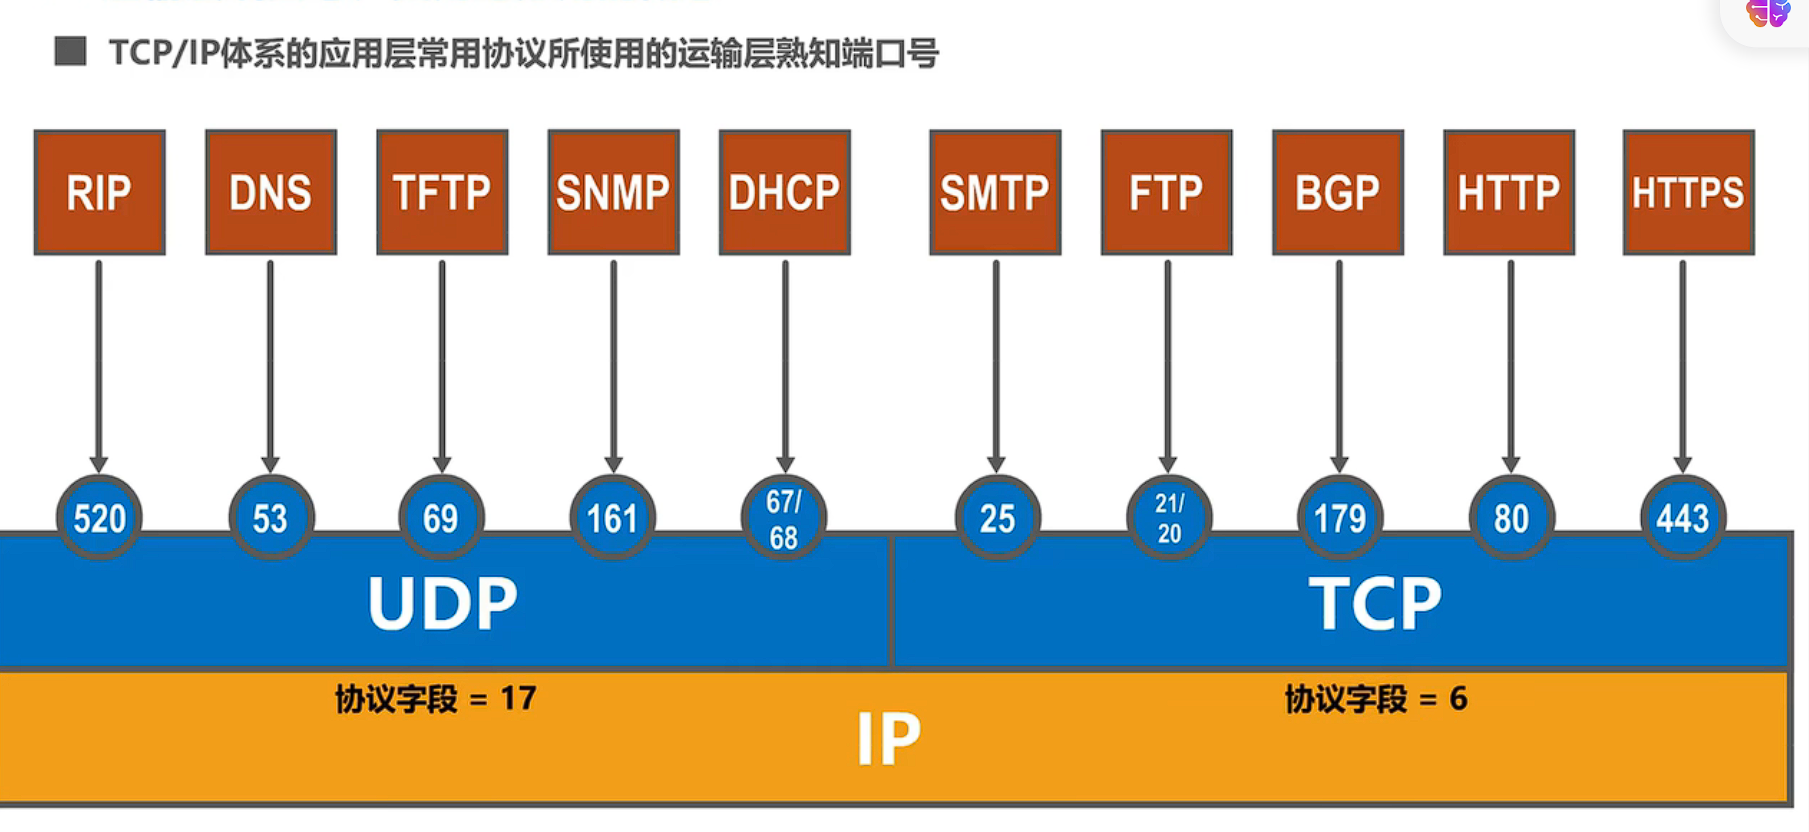 TCP/IP体系的应用层常用协议所使用的运输层熟知端口号
RIP
DNS
TFTP
SNMP
DHCP
SMTP
FTP
BGP
HTTP
HTTPS
520
53
69
161
67/
68
25
21/
20
179
80
443
UDP
TCP
协议字段 = 17
协议字段 = 6
IP